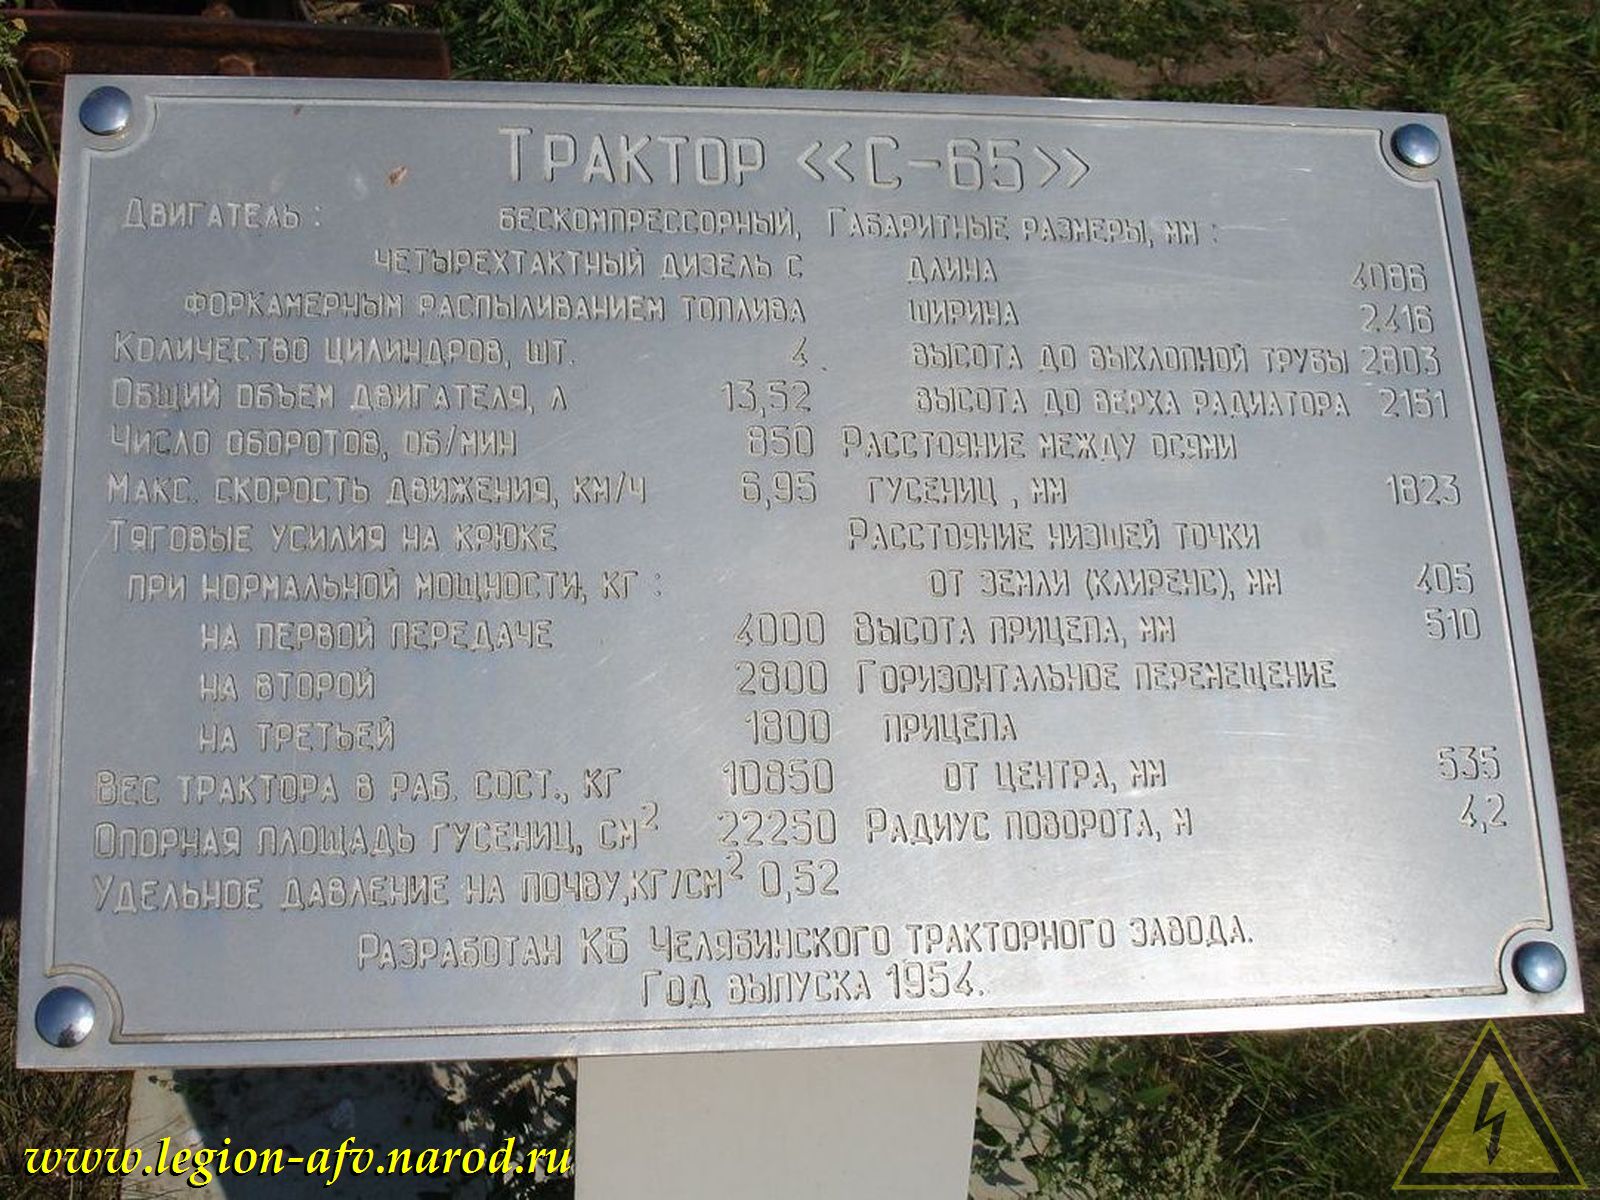 Трактор «С-65»
Двигатель: бескомпрессорный,
четырехтактный дизель с
форкамерным распыливанием топлива
Количество цилиндров, шт. 4
Общий объем двигателя, л 13,52
Число оборотов, об/мин 850
Макс. скорость движения, км/ч 6,95
Тяговые усилия на крюке
при нормальной мощности, кг:
на первой передаче 4000
на второй 2800
на третьей 1800
Вес трактора в раб. сост., кг 10850
Опорная площадь гусениц, см² 22250
Удельное давление на почву, кг/см² 0,52
Габаритные размеры, мм:
длина 4086
ширина 2416
высота до выхлопной трубы 2803
высота до верха радиатора 2151
Расстояние между осями
гусениц, мм 1823
Расстояние низшей точки
от земли (клиренс), мм 405
Высота прицепа, мм 510
Горизонтальное перемещение
прицепа
от центра, мм 535
Радиус поворота, м 4,2
Разработан КБ Челябинского тракторного завода.
Год выпуска 1954.
www.legion-afv.narod.ru